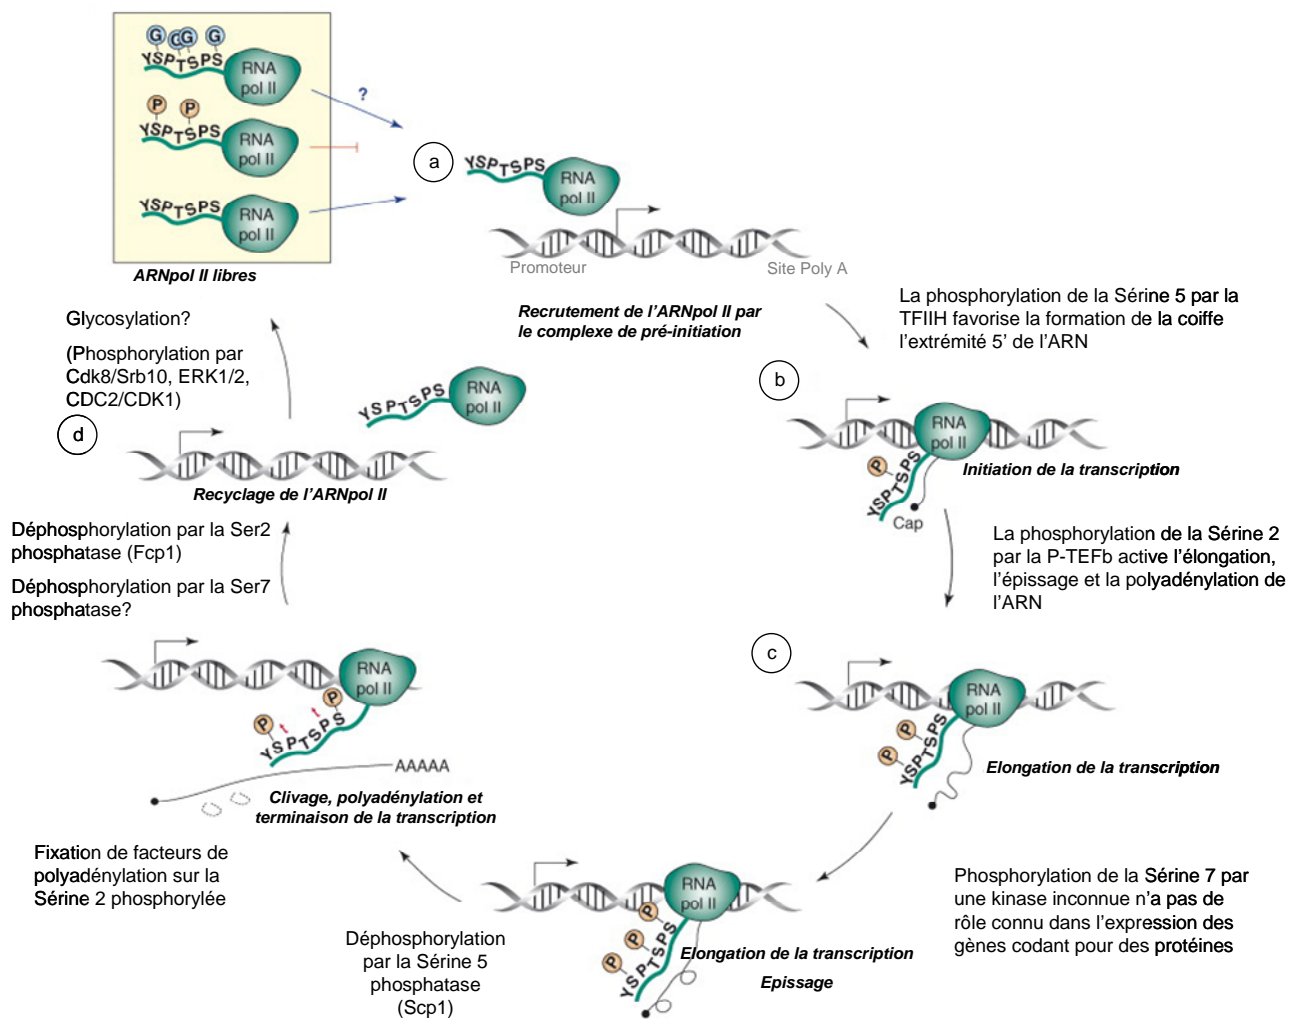 G G G G
YSPTSPS
RNA
pol II
P P
YSPTSPS
RNA
pol II
YSPTSPS
RNA
pol II
ARNpol II libres
?
a
YSPTSPS
RNA
pol II
Promoteur
Site Poly A
Recrutement de l'ARNpol II par
le complexe de pré-initiation
La phosphorylation de la Sérine 5 par la
TFIIH favorise la formation de la coiffe
l'extrémité 5' de l'ARN
b
RNA
pol II
P
YSPTSPS
Cap
Initiation de la transcription
La phosphorylation de la Sérine 2
par la P-TEFb active l'élongation,
l'épissage et la polyadénylation de
l'ARN
c
RNA
pol II
P
P
YSPTSPS
Elongation de la transcription
Phosphorylation de la Sérine 7 par
une kinase inconnue n'a pas de
rôle connu dans l'expression des
gènes codant pour des protéines
RNA
pol II
P
P
P
YSPTSPS
Elongation de la transcription
Epissage
Déphosphorylation
par la Sérine 5
phosphatase
(Scp1)
RNA
pol II
P
P
YSPTSPS
AAAAA
Clivage, polyadénylation et
terminaison de la transcription
Fixation de facteurs de
polyadénylation sur la
Sérine 2 phosphorylée
Déphosphorylation par la Ser2
phosphatase (Fcp1)
Déphosphorylation par la Ser7
phosphatase?
d
YSPTSPS
RNA
pol II
Recyclage de l'ARNpol II
Glycosylation?
(Phosphorylation par
Cdk8/Srb10, ERK1/2,
CDC2/CDK1)